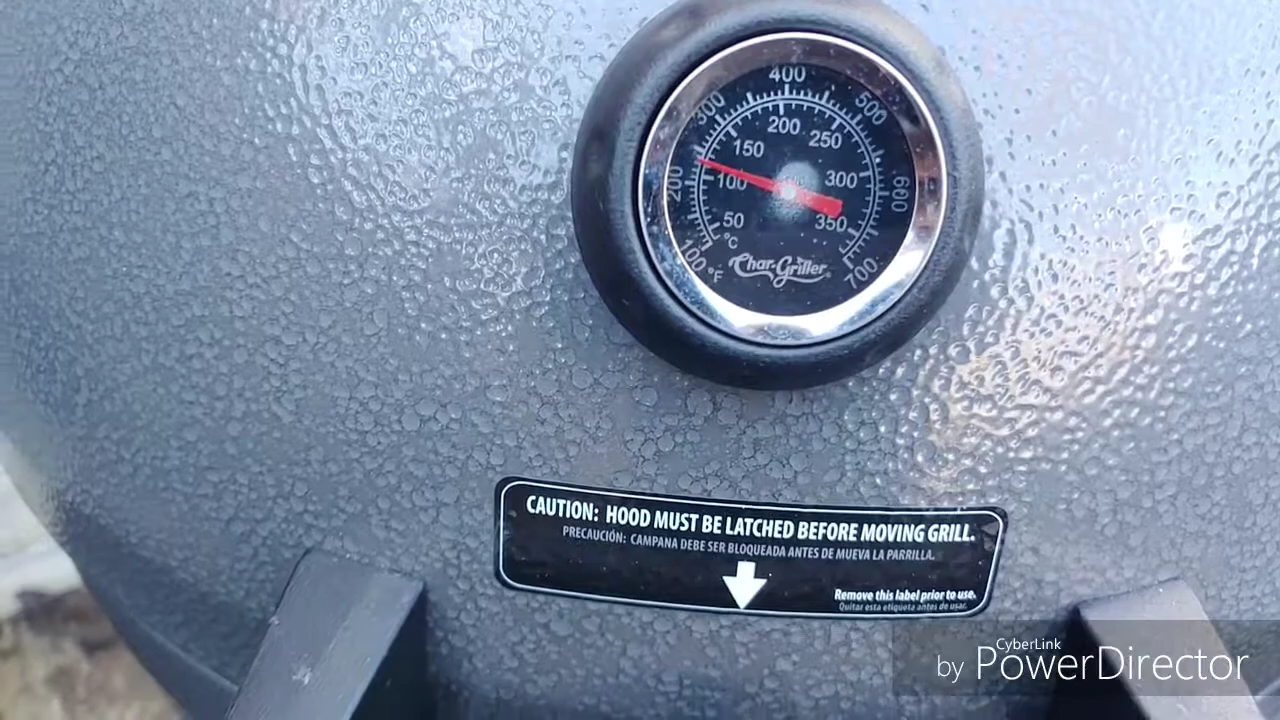 400
300
500
200
250
150
200
100
300
600
50
350
°C
100
°F
Char-Griller
700
CAUTION: HOOD MUST BE LATCHED BEFORE MOVING GRILL.
PRECAUCIÓN: CAMPANA DEBE SER BLOQUEADA ANTES DE MUEVA LA PARRILLA.
Remove this label prior to use.
Quitar esta etiqueta antes de usar.
CyberLink
by PowerDirector